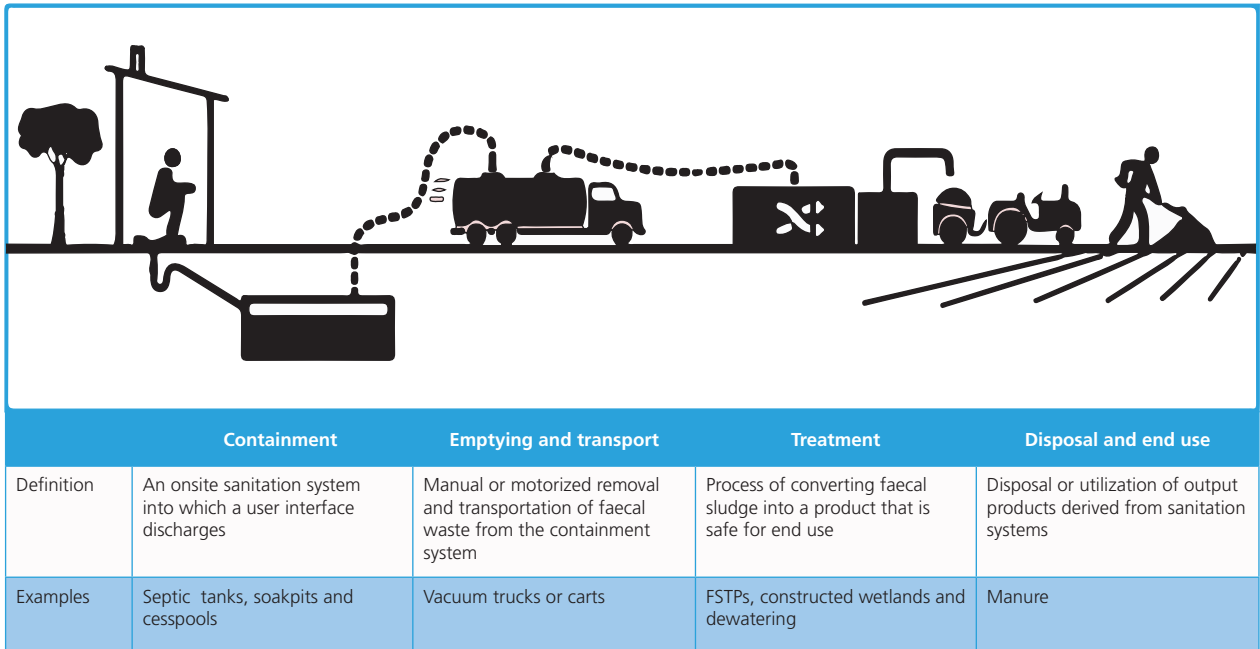 Containment
Emptying and transport
Treatment
Disposal and end use
Definition
An onsite sanitation system
into which a user interface
discharges
Manual or motorized removal
and transportation of faecal
waste from the containment
system
Process of converting faecal
sludge into a product that is
safe for end use
Disposal or utilization of output
products derived from sanitation
systems
Examples
Septic tanks, soakpits and
cesspools
Vacuum trucks or carts
FSTPs, constructed wetlands and
dewatering
Manure